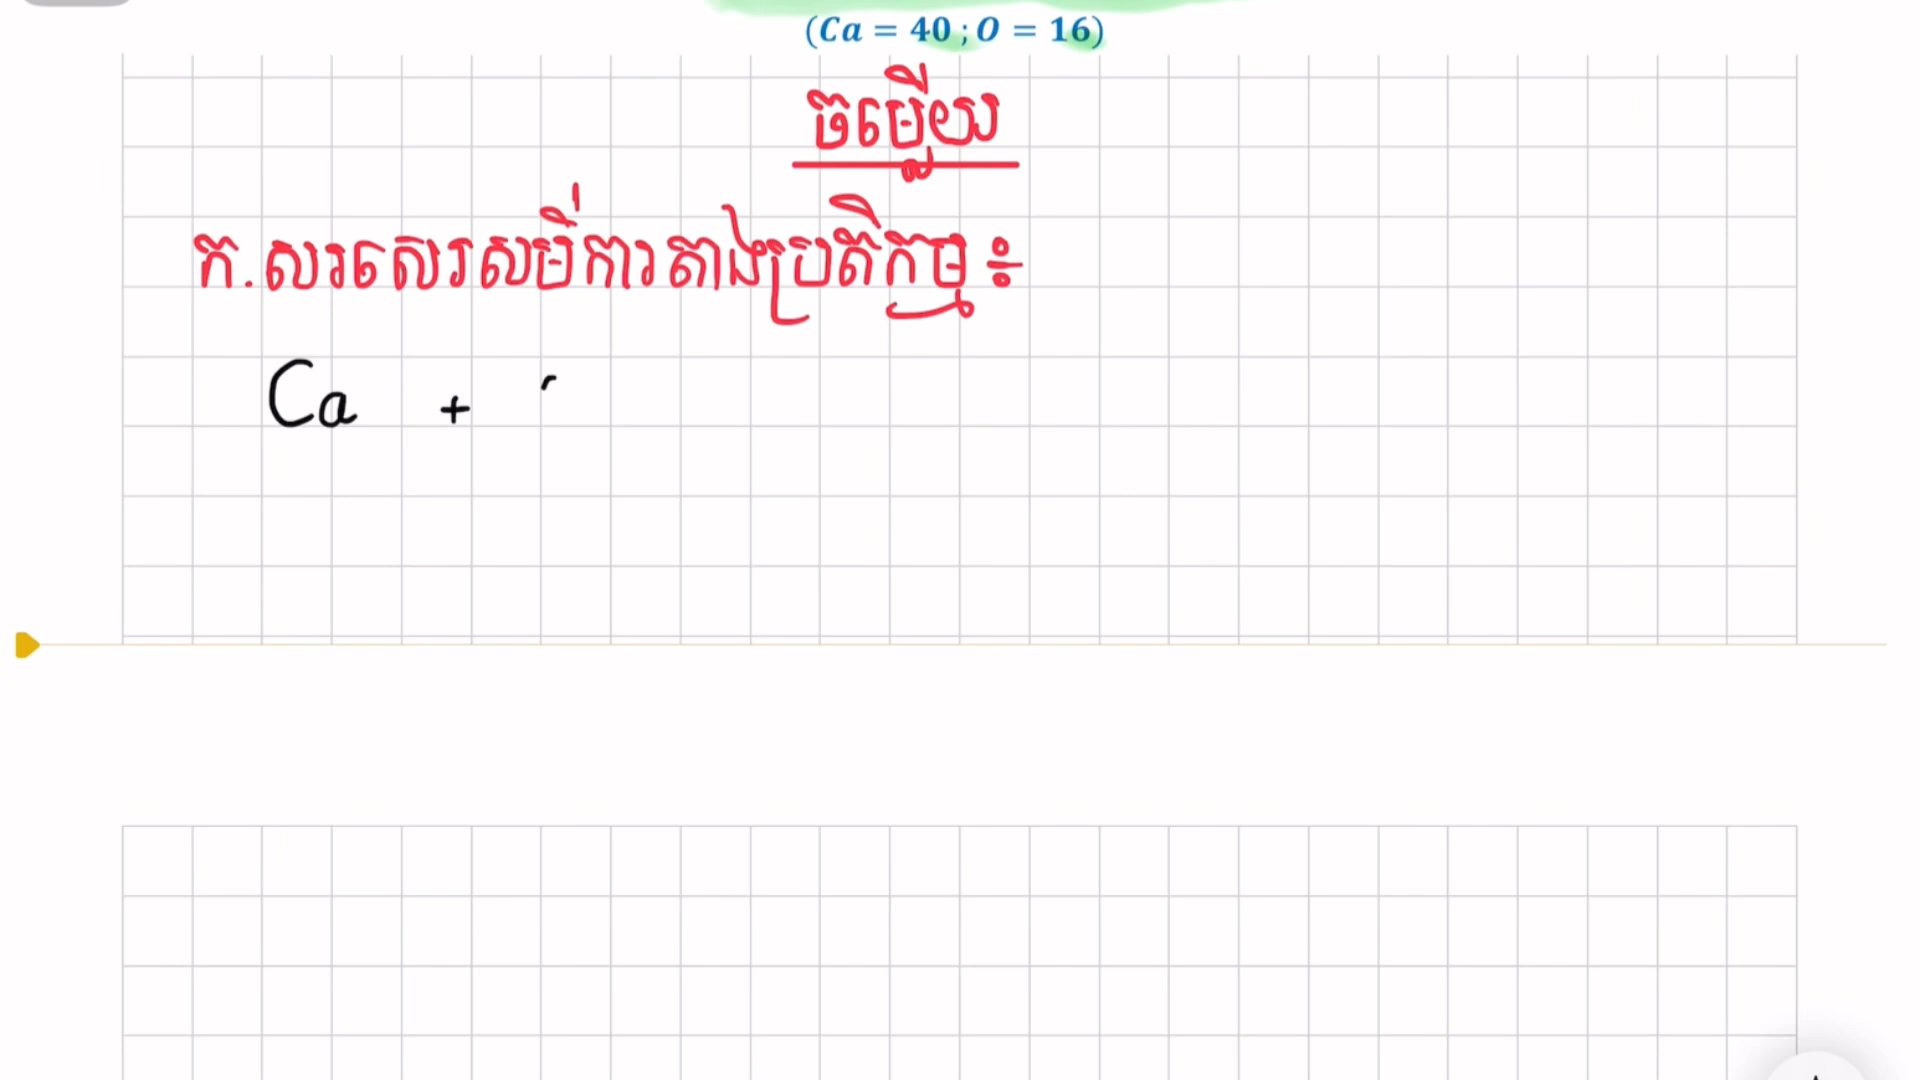 (Ca = 40 ; O = 16)
ចម្លើយ
ក. សរសេរសមីការតាងប្រតិកម្ម ៖
Ca +